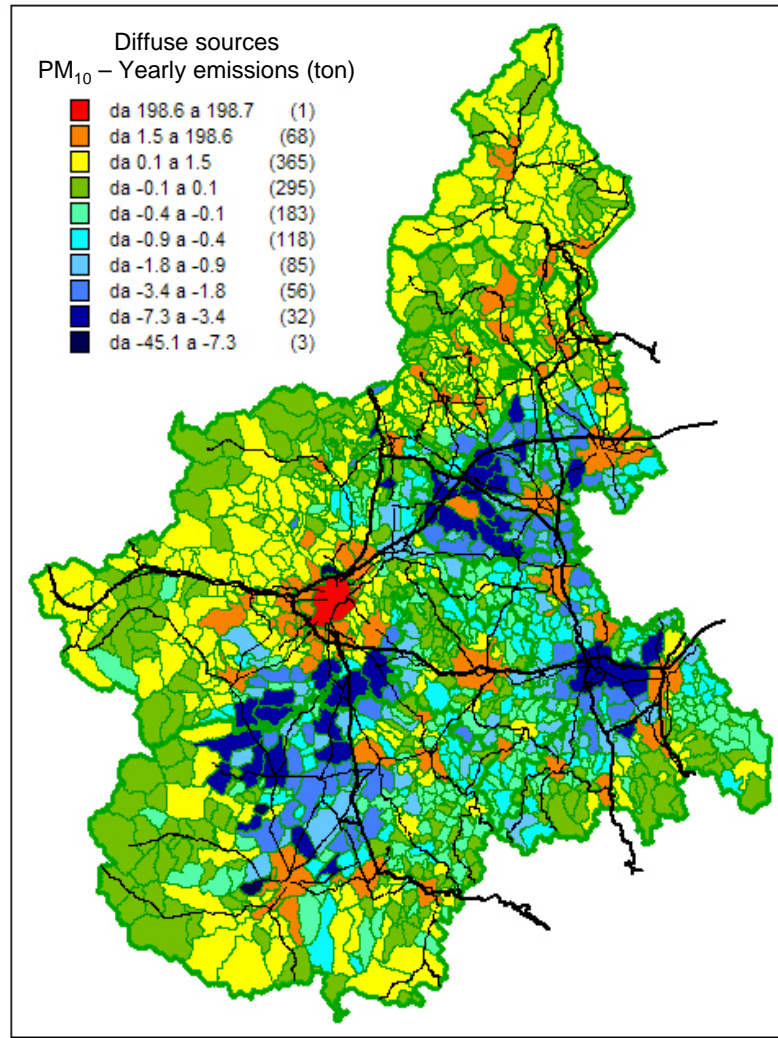 Diffuse sources
PM₁₀ – Yearly emissions (ton)
da 198.6 a 198.7 (1)
da 1.5 a 198.6 (68)
da 0.1 a 1.5 (365)
da -0.1 a 0.1 (295)
da -0.4 a -0.1 (183)
da -0.9 a -0.4 (118)
da -1.8 a -0.9 (85)
da -3.4 a -1.8 (56)
da -7.3 a -3.4 (32)
da -45.1 a -7.3 (3)